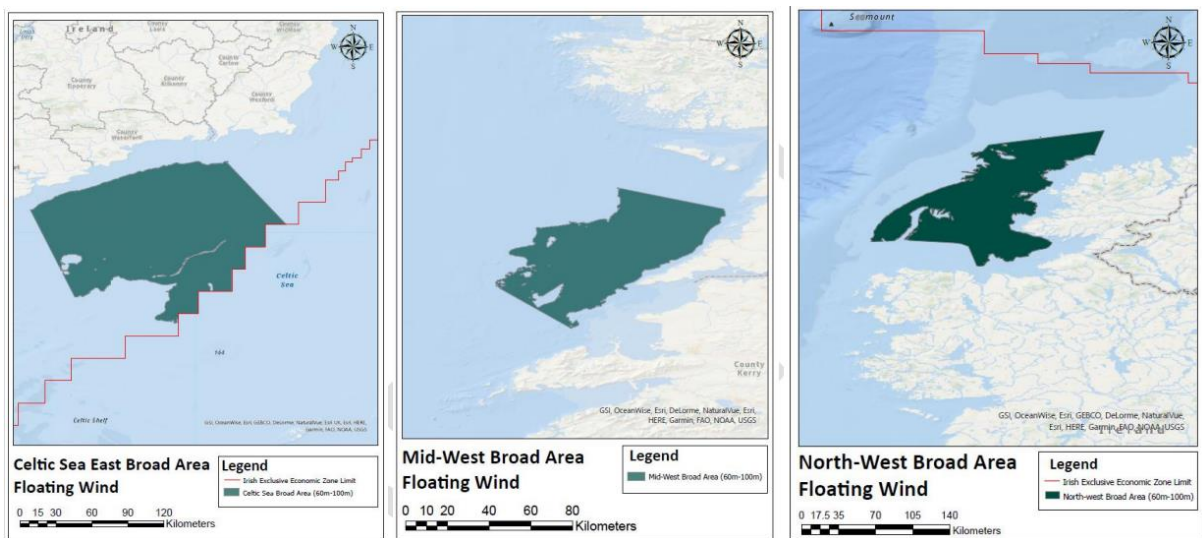 Ireland
County
Tipperary
County
Kilkenny
County
Carlow
County
Wexford
County
Waterford
N
W
E
S
Celtic
Sea
144
Celtic Shelf
GSI, OceanWise, Esri, GEBCO, DeLorme, NaturalVue, Esri UK, Esri, HERE,
Garmin, FAO, NOAA, USGS
Celtic Sea East Broad Area
Floating Wind
0 15 30 60 90 120
Kilometers
Legend
Irish Exclusive Economic Zone Limit
Celtic Sea Broad Area (60m-100m)
N
W
E
S
County
Kerry
GSI, OceanWise, Esri, DeLorme, NaturalVue, Esri,
HERE, Garmin, FAO, NOAA, USGS
Mid-West Broad Area
Floating Wind
0 10 20 40 60 80
Kilometers
Legend
Mid-West Broad Area (60m-100m)
Seamount
N
W
E
S
GSI, OceanWise, Esri, GEBCO, DeLorme, NaturalVue,
Esri, HERE, Garmin, FAO, NOAA, USGS
Ireland
North-West Broad Area
Floating Wind
0 17.5 35 70 105 140
Kilometers
Legend
Irish Exclusive Economic Zone Limit
North-west Broad Area (60m-100m)